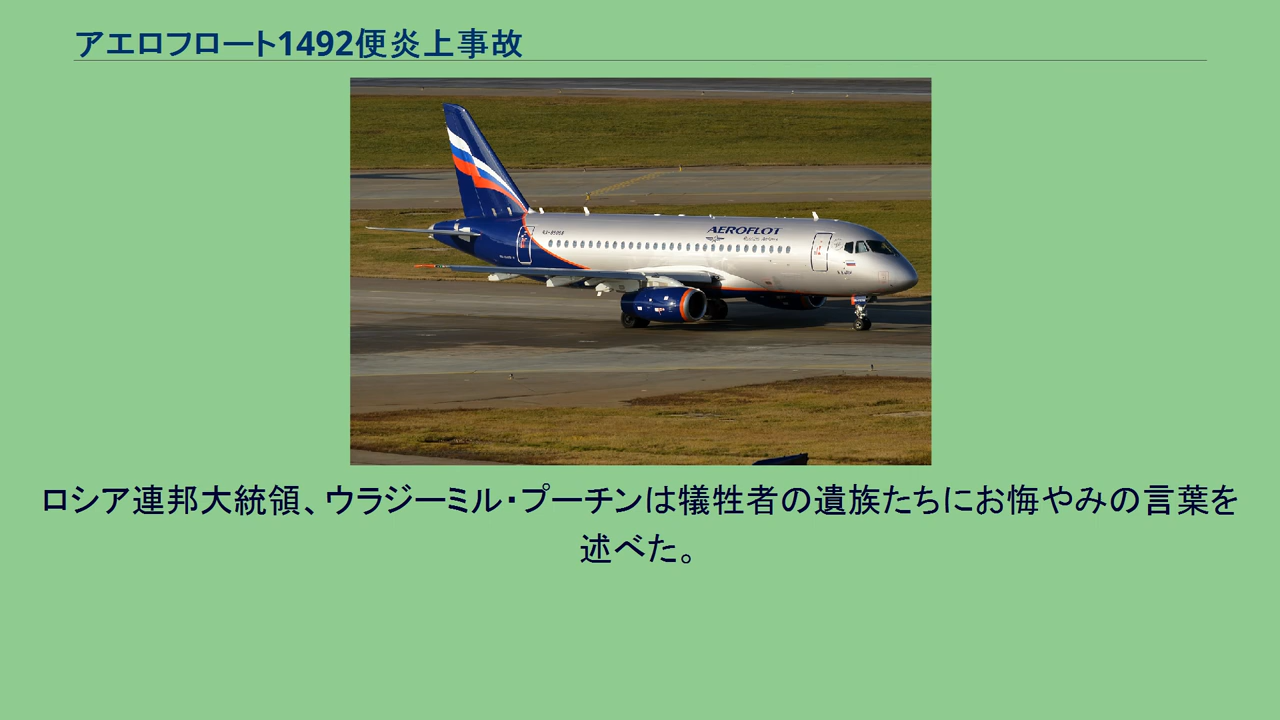 アエロフロート1492便炎上事故
AEROFLOT
ロシア連邦大統領、ウラジーミル・プーチンは犠牲者の遺族たちにお悔やみの言葉を
述べた。